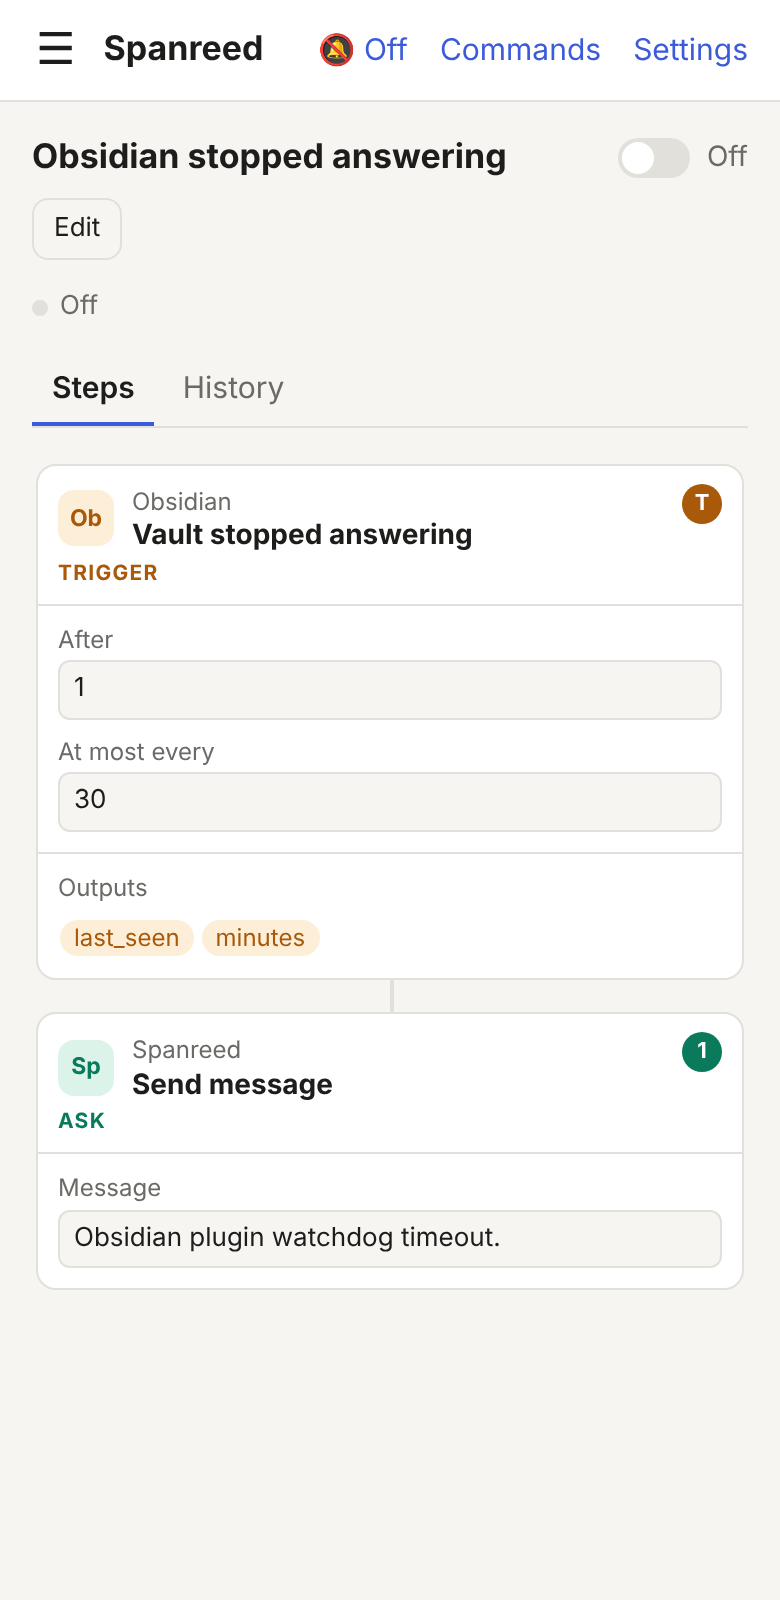 ☰ Spanreed 🔕 Off Commands Settings
Obsidian stopped answering Off
Edit
Off
Steps History
Ob Obsidian T
Vault stopped answering
TRIGGER
After
1
At most every
30
Outputs
last_seen minutes
Sp Spanreed 1
Send message
ASK
Message
Obsidian plugin watchdog timeout.